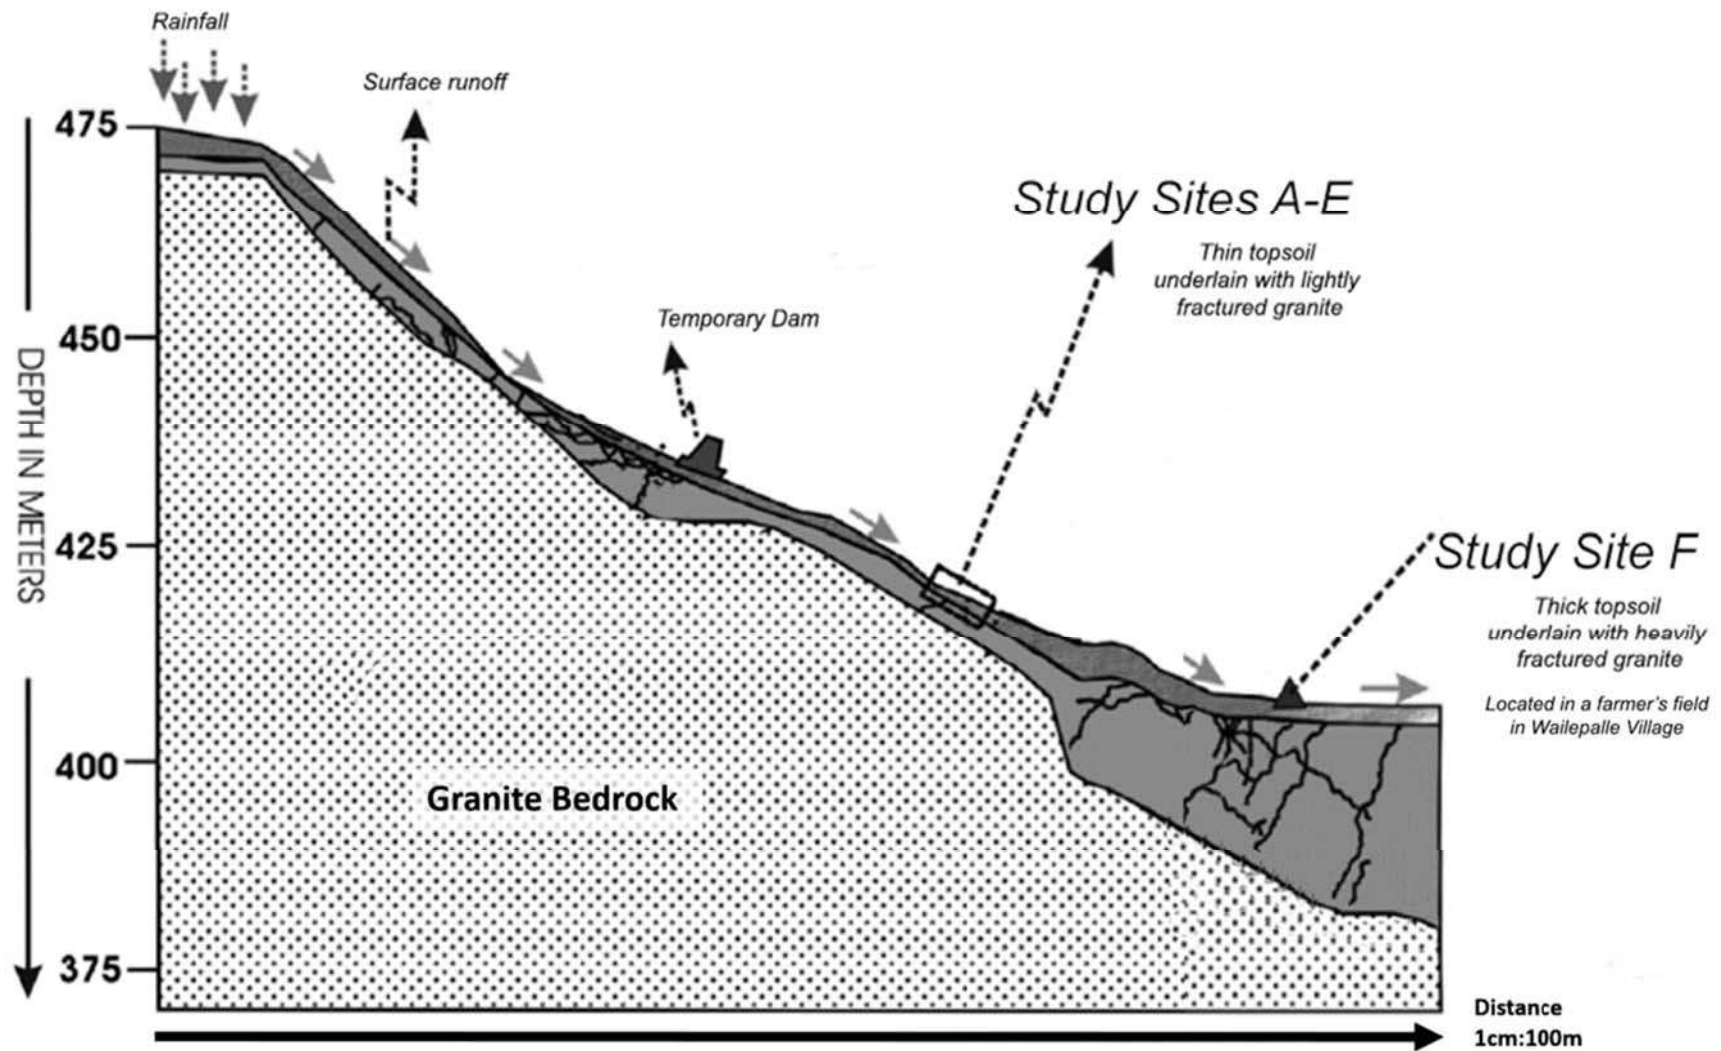 Rainfall
Surface runoff
475
Study Sites A-E
Thin topsoil
underlain with lightly
fractured granite
Temporary Dam
450
DEPTH IN METERS
425
Study Site F
Thick topsoil
underlain with heavily
fractured granite
Located in a farmer's field
in Wailepalle Village
400
Granite Bedrock
375
Distance
1cm:100m